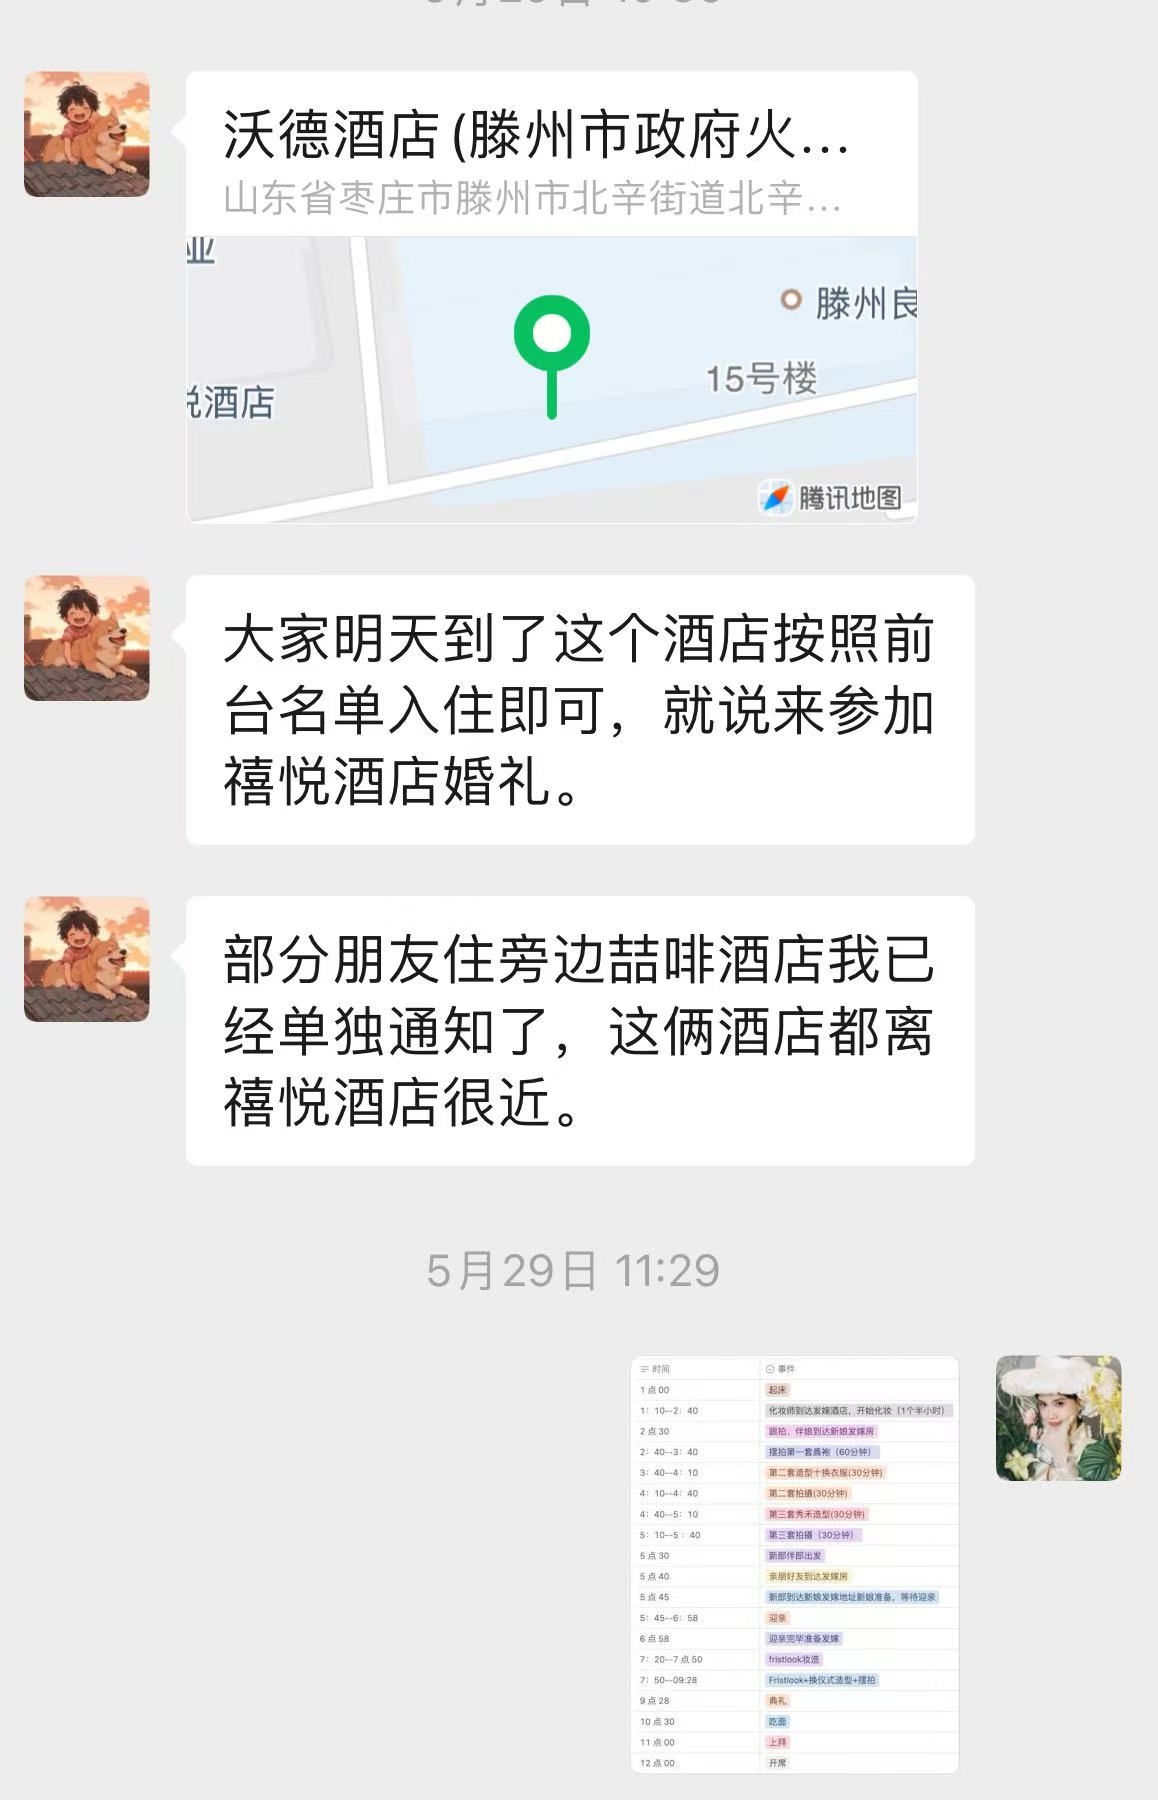 沃德酒店(滕州市政府火...
山东省枣庄市滕州市北辛街道北辛...
业
滕州良
15号楼
悦酒店
腾讯地图
大家明天到了这个酒店按照前
台名单入住即可，就说来参加
禧悦酒店婚礼。
部分朋友住旁边喆啡酒店我已
经单独通知了，这俩酒店都离
禧悦酒店很近。
5月29日 11:29
时间 事件
1点00 起床
1：10--2：40 化妆师到达发嫁酒店，开始化妆（1个半小时）
2点30 跟拍、伴娘到达新娘发嫁房
2：40--3：40 摆拍第一套晨袍（60分钟）
3：40--4：10 第二套造型十换衣服(30分钟)
4：10--4：40 第二套拍摄(30分钟)
4：40--5：10 第三套秀禾造型(30分钟)
5：10--5：40 第三套拍摄（30分钟）
5点30 新郎伴郎出发
5点40 亲朋好友到达发嫁房
5点45 新郎到达新娘发嫁地址新娘准备，等待迎亲
5：45--6：58 迎亲
6点58 迎亲完毕准备发嫁
7：20--7点50 fristlook妆造
7：50--09:28 Fristlook+换仪式造型+摆拍
9点28 典礼
10点30 吃面
11点00 上拜
12点00 开席